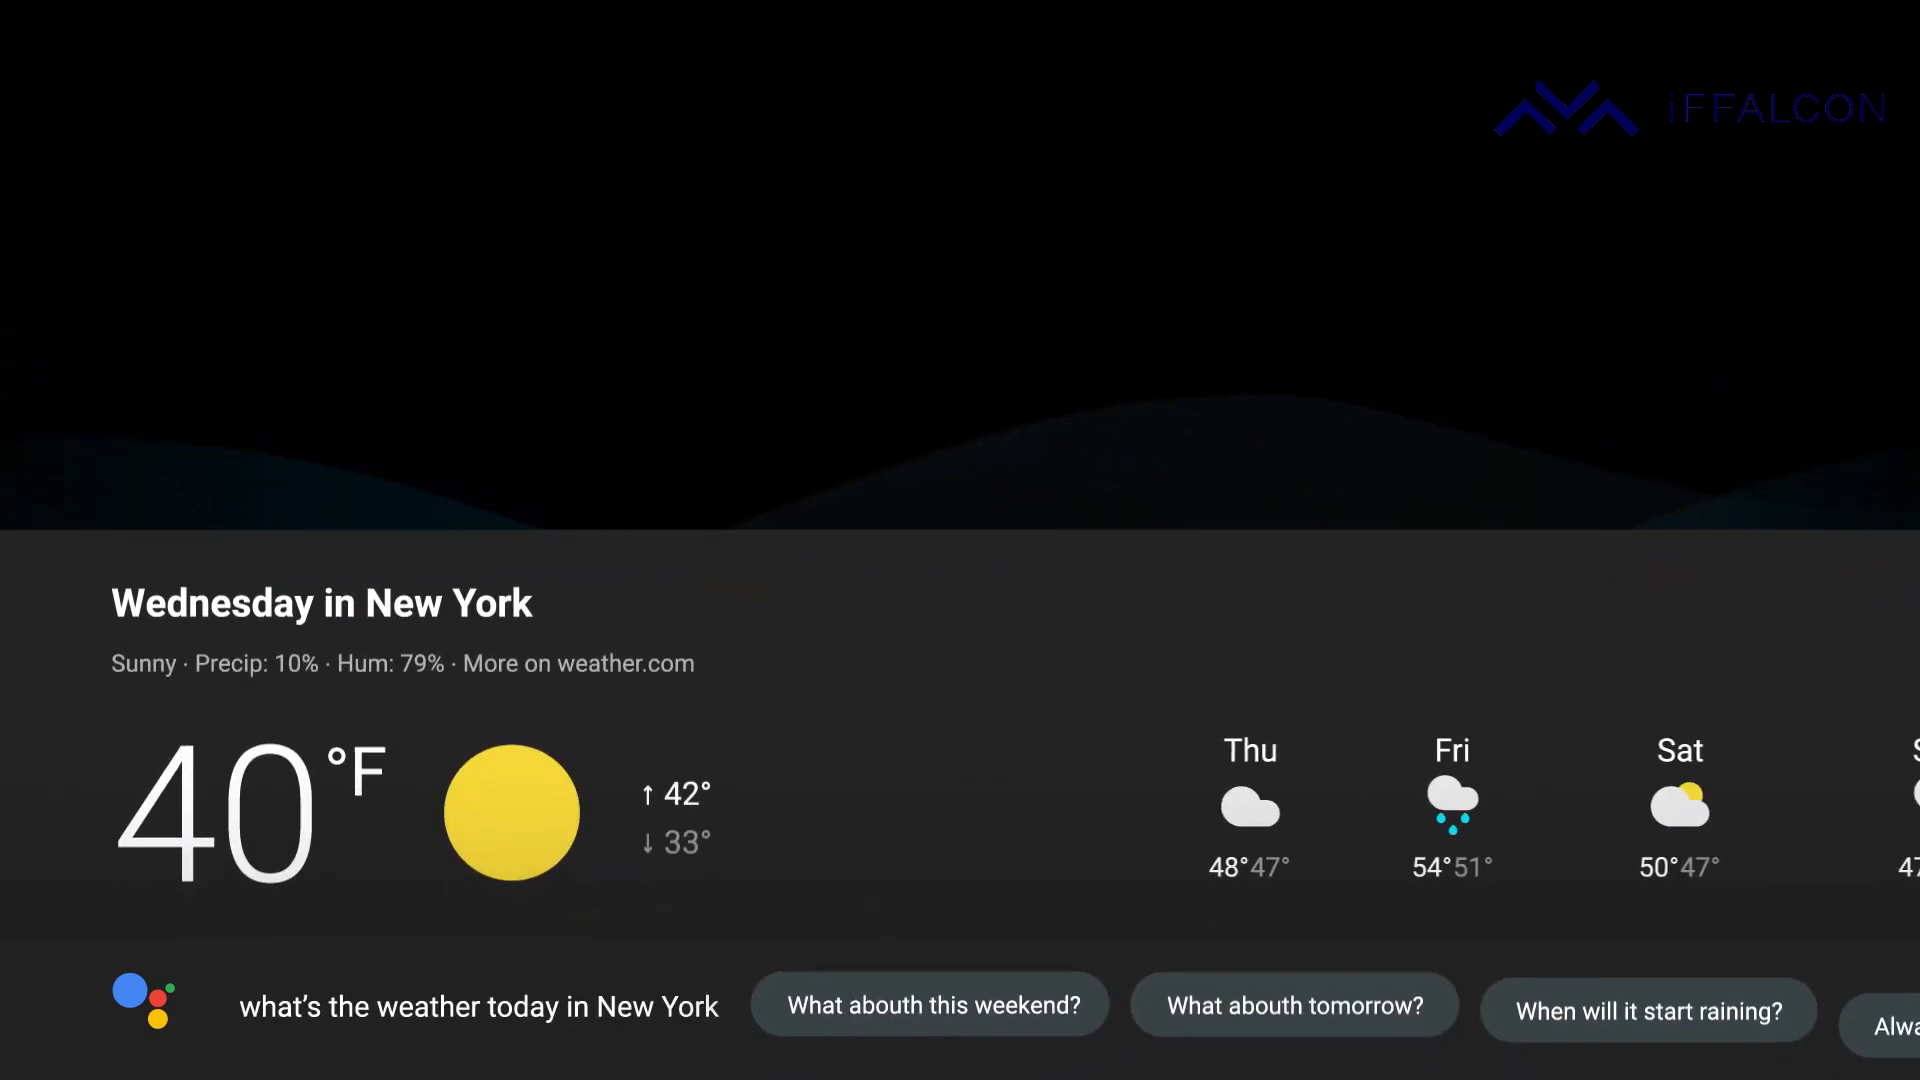 iFFALCON
Wednesday in New York
Sunny · Precip: 10% · Hum: 79% · More on weather.com
40 °F
↑ 42°
↓ 33°
Thu Fri Sat
48°47° 54°51° 50°47° 47
what's the weather today in New York What abouth this weekend? What abouth tomorrow? When will it start raining?